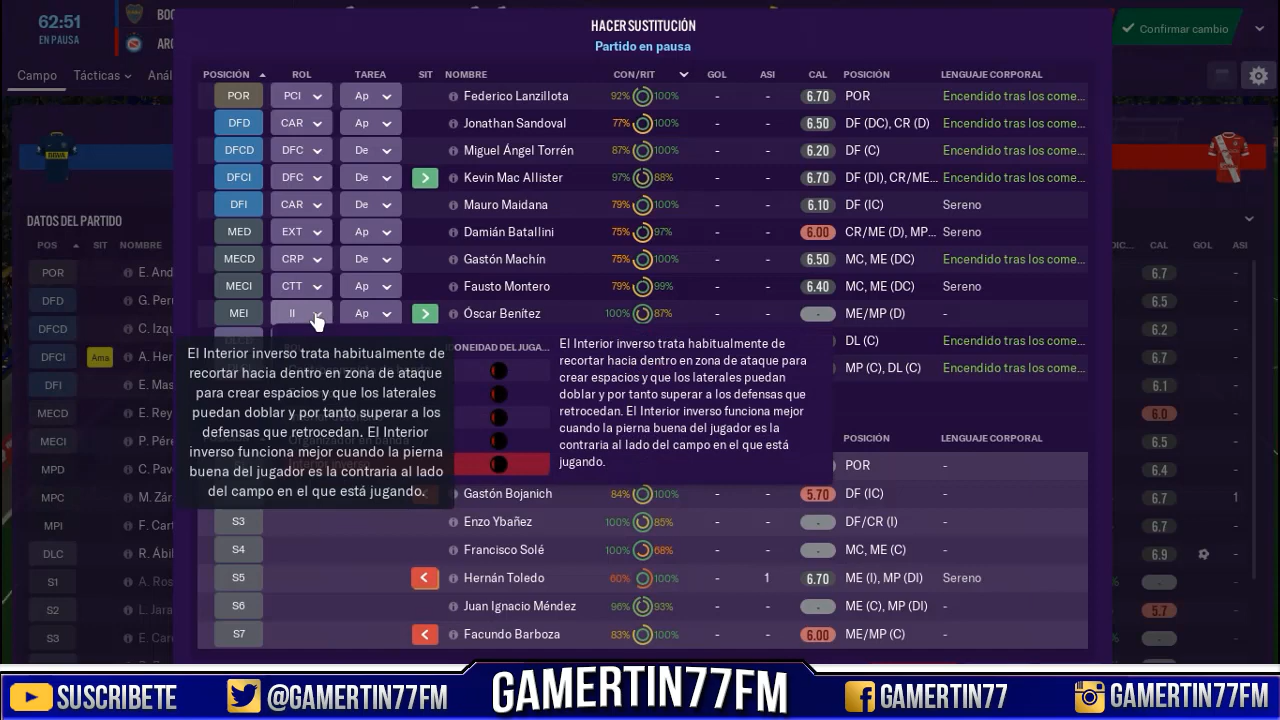 62:51
EN PAUSA
BOC
ARG
HACER SUSTITUCIÓN
Partido en pausa
Confirmar cambio
Campo Tácticas Anál
POSICIÓN ROL TAREA SIT NOMBRE CON/RIT GOL ASI CAL POSICIÓN LENGUAJE CORPORAL
POR PCI Ap Federico Lanzillota 92% 100% - - 6.70 POR Encendido tras los come...
DFD CAR Ap Jonathan Sandoval 77% 100% - - 6.50 DF (DC), CR (D) Encendido tras los come...
DFCD DFC De Miguel Ángel Torrén 87% 100% - - 6.20 DF (C) Encendido tras los come...
DFCI DFC De Kevin Mac Allister 97% 88% - - 6.70 DF (DI), CR/ME... Encendido tras los come...
DFI CAR De Mauro Maidana 79% 100% - - 6.10 DF (IC) Sereno
MED EXT Ap Damián Batallini 75% 97% - - 6.00 CR/ME (D), MP... Sereno
MECD CRP De Gastón Machín 75% 100% - - 6.50 MC, ME (DC) Encendido tras los come...
MECI CTT Ap Fausto Montero 79% 99% - - 6.40 MC, ME (DC) Sereno
MEI II Ap Óscar Benítez 100% 87% - - - ME/MP (D) -
DL (C) Encendido tras los come...
MP (C), DL (C) Encendido tras los come...
ONEIDAD DEL JUGA...
El Interior inverso trata habitualmente de
recortar hacia dentro en zona de ataque
para crear espacios y que los laterales
puedan doblar y por tanto superar a los
defensas que retrocedan. El Interior
inverso funciona mejor cuando la pierna
buena del jugador es la contraria al lado
del campo en el que está jugando.
El Interior inverso trata habitualmente de
recortar hacia dentro en zona de ataque para
crear espacios y que los laterales puedan
doblar y por tanto superar a los defensas que
retrocedan. El Interior inverso funciona mejor
cuando la pierna buena del jugador es la
contraria al lado del campo en el que está
jugando.
POSICIÓN LENGUAJE CORPORAL
POR -
Gastón Bojanich 84% 100% - - 5.70 DF (IC) -
S3 Enzo Ybañez 100% 85% - - - DF/CR (I) -
S4 Francisco Solé 100% 68% - - - MC, ME (C) -
S5 Hernán Toledo 60% 100% - 1 6.70 ME (I), MP (DI) Sereno
S6 Juan Ignacio Méndez 96% 93% - - - ME (C), MP (DI) -
S7 Facundo Barboza 83% 100% - - 6.00 ME/MP (C) -
DATOS DEL PARTIDO
POS SIT NOMBRE
POR E. And
DFD G. Peru
DFCD C. Izqu
DFCI Ama A. Her
DFI E. Mas
MECD E. Rey
MECI P. Pére
MPD C. Pav
MPC M. Zár
MPI F. Cart
DLC R. Ábil
S1 A. Ros
S2 L. Jara
S3
DIC... CAL GOL ASI
6.7 -
6.5 -
6.2 -
6.7 -
6.1 -
6.0 -
6.5 -
6.4 -
6.7 1
6.7 -
6.9 -
-
5.7 -
-
SUSCRIBETE @GAMERTIN77FM GAMERTIN77FM GAMERTIN77 GAMERTIN77FM